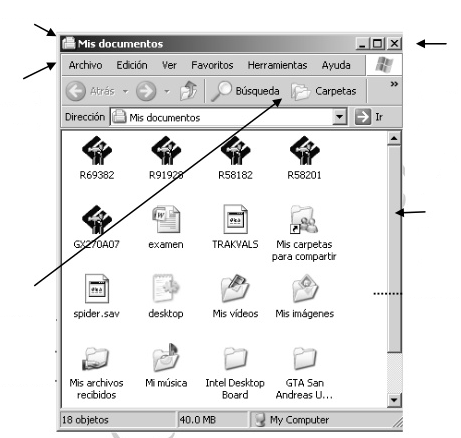 Mis documentos
Archivo Edición Ver Favoritos Herramientas Ayuda
Atrás Búsqueda Carpetas »
Dirección Mis documentos Ir
R69382 R91928 R58182 R58201
GX270A07 examen TRAKVALS Mis carpetas
para compartir
spider.sav desktop Mis vídeos Mis imágenes
Mis archivos Mi música Intel Desktop GTA San
recibidos Board Andreas U...
18 objetos 40.0 MB My Computer